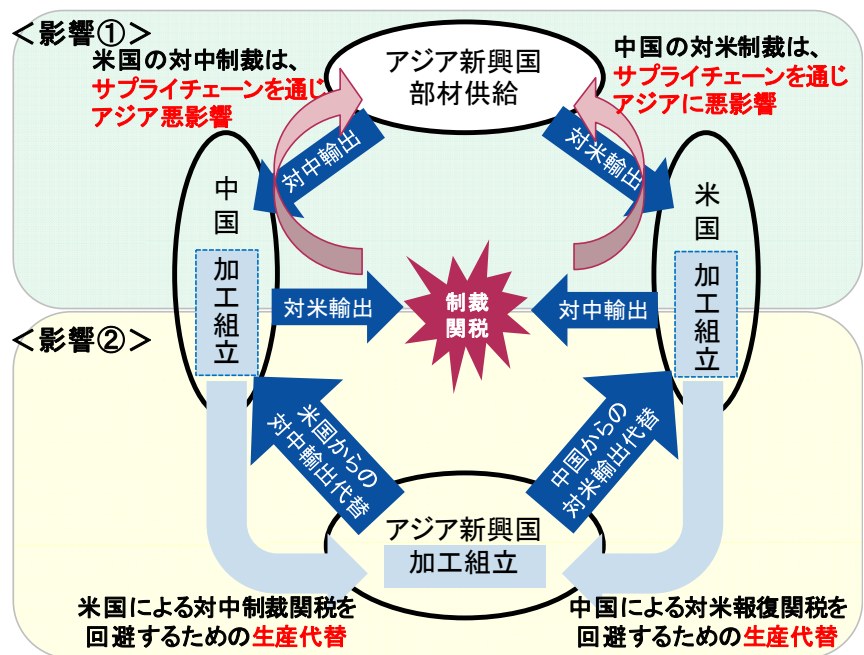 ＜影響①＞
米国の対中制裁は、
サプライチェーンを通じ
アジア悪影響
アジア新興国
部材供給
中国の対米制裁は、
サプライチェーンを通じ
アジアに悪影響
対中輸出
対米輸出
中国
加工組立
米国
加工組立
対米輸出
制裁
関税
対中輸出
＜影響②＞
米国からの
対中輸出代替
中国からの
対米輸出代替
アジア新興国
加工組立
米国による対中制裁関税を
回避するための生産代替
中国による対米報復関税を
回避するための生産代替